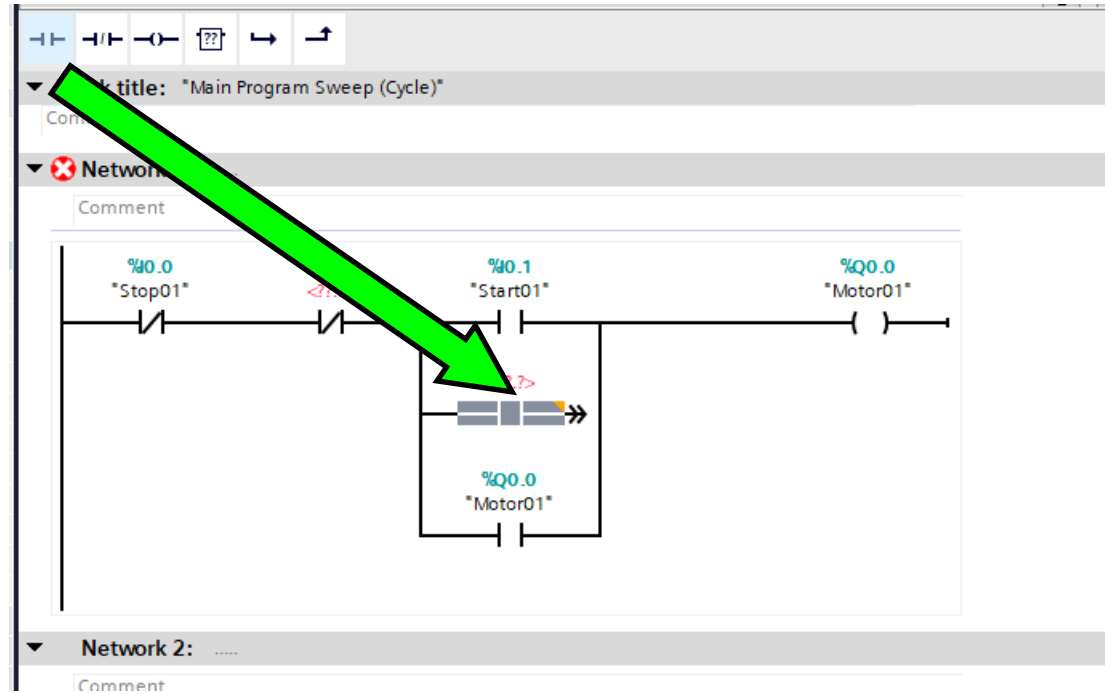 ??
title: "Main Program Sweep (Cycle)"
Network
Comment
%I0.0 %I0.1 %Q0.0
"Stop01" "Start01" "Motor01"
%Q0.0
"Motor01"
Network 2: .....
Comment